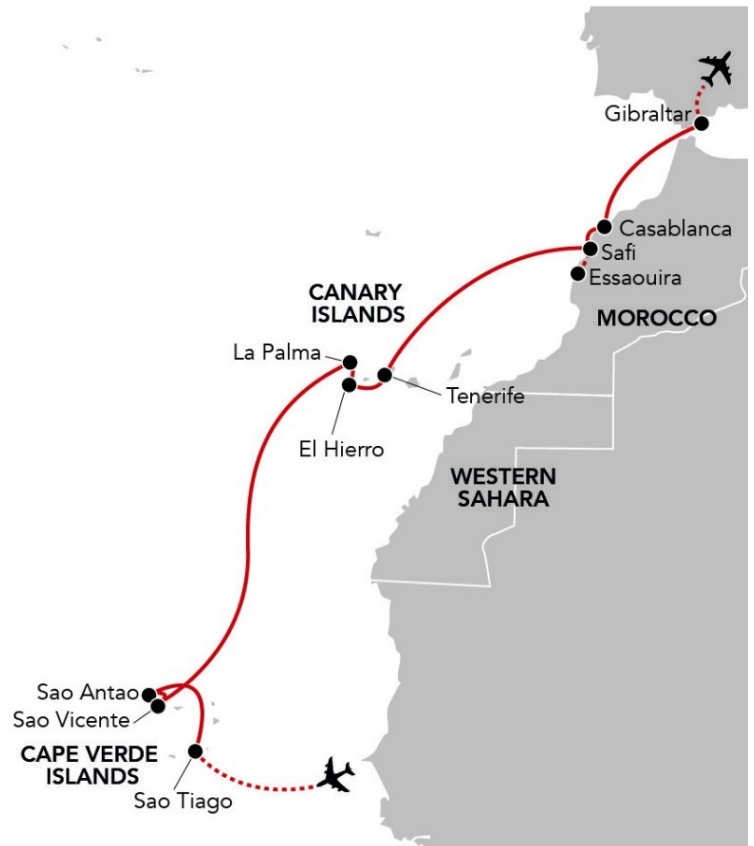 Gibraltar
Casablanca
Safi
Essaouira
CANARY
ISLANDS
MOROCCO
La Palma
Tenerife
El Hierro
WESTERN
SAHARA
Sao Antao
Sao Vicente
CAPE VERDE
ISLANDS
Sao Tiago